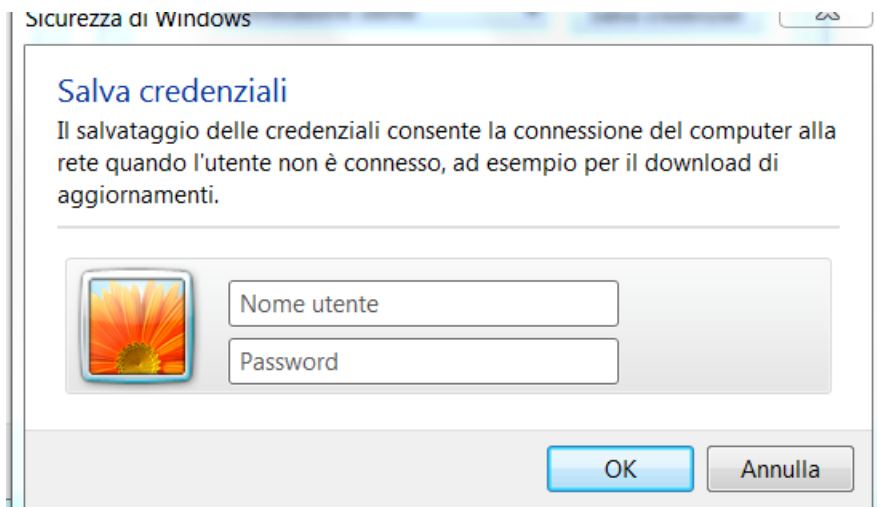 Sicurezza di Windows
Salva credenziali
Il salvataggio delle credenziali consente la connessione del computer alla
rete quando l'utente non è connesso, ad esempio per il download di
aggiornamenti.
Nome utente
Password
OK
Annulla